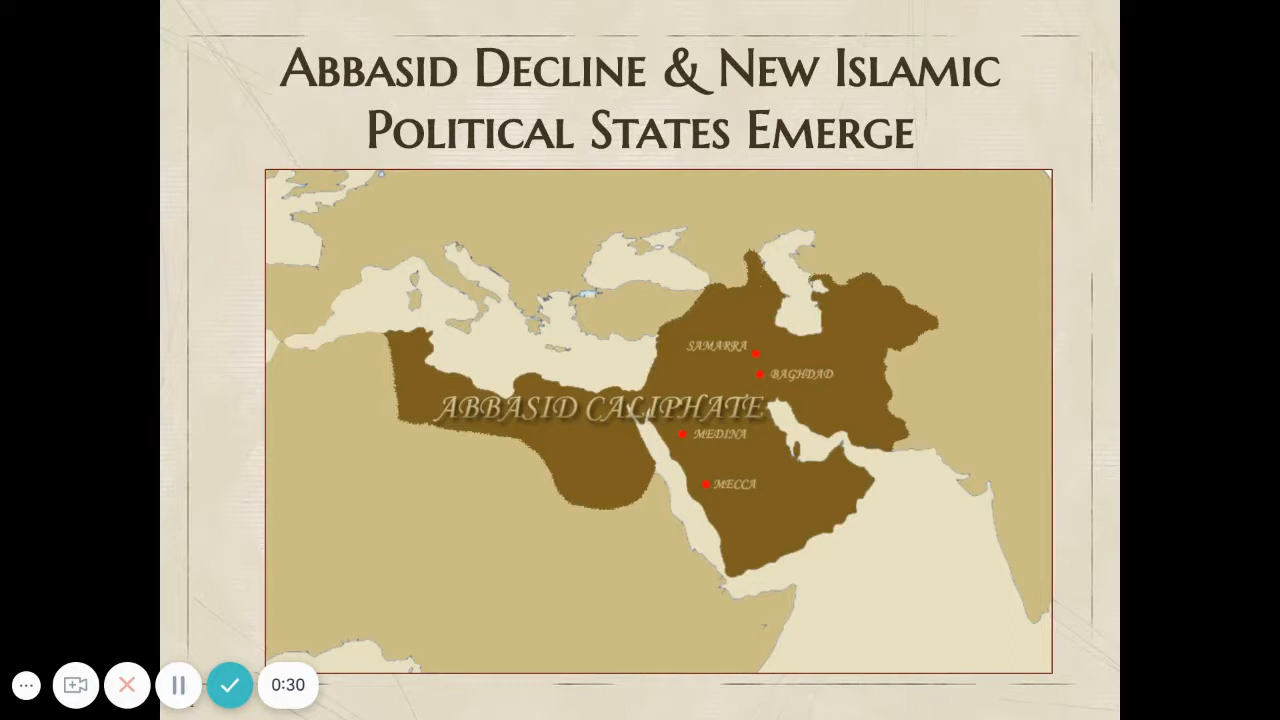 Abbasid Decline & New Islamic
Political States Emerge
SAMARRA
BAGHDAD
ABBASID CALIPHATE
MEDINA
MECCA
0:30